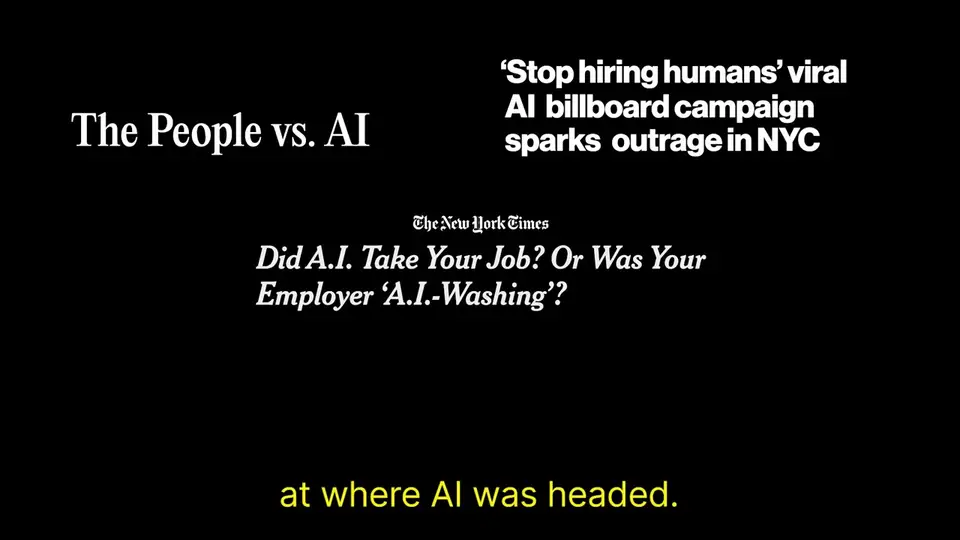 The People vs. AI
‘Stop hiring humans’ viral
AI billboard campaign
sparks outrage in NYC
The New York Times
Did A.I. Take Your Job? Or Was Your
Employer ‘A.I.-Washing’?
at where AI was headed.